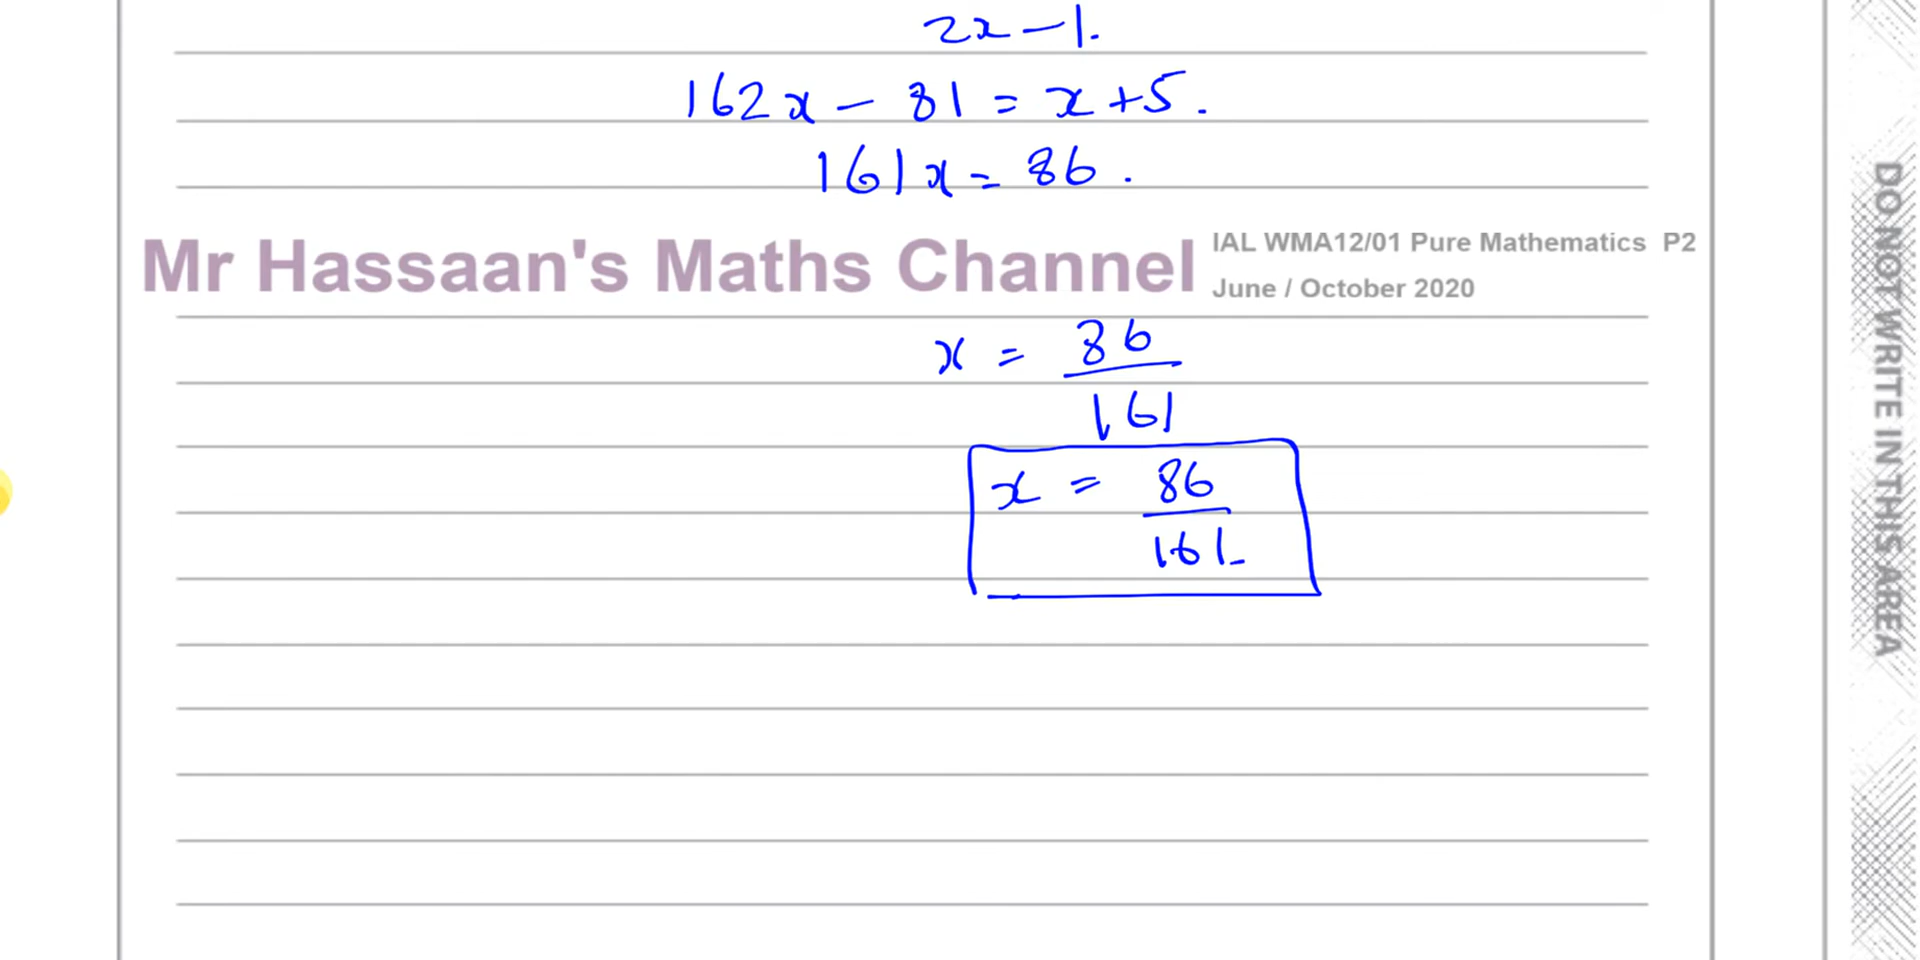 2x − 1.
162x − 81 = x + 5.
161x = 86.
Mr Hassaan's Maths Channel
IAL WMA12/01 Pure Mathematics P2
June / October 2020
x = 86
161
x = 86
161
DO NOT WRITE IN THIS AREA